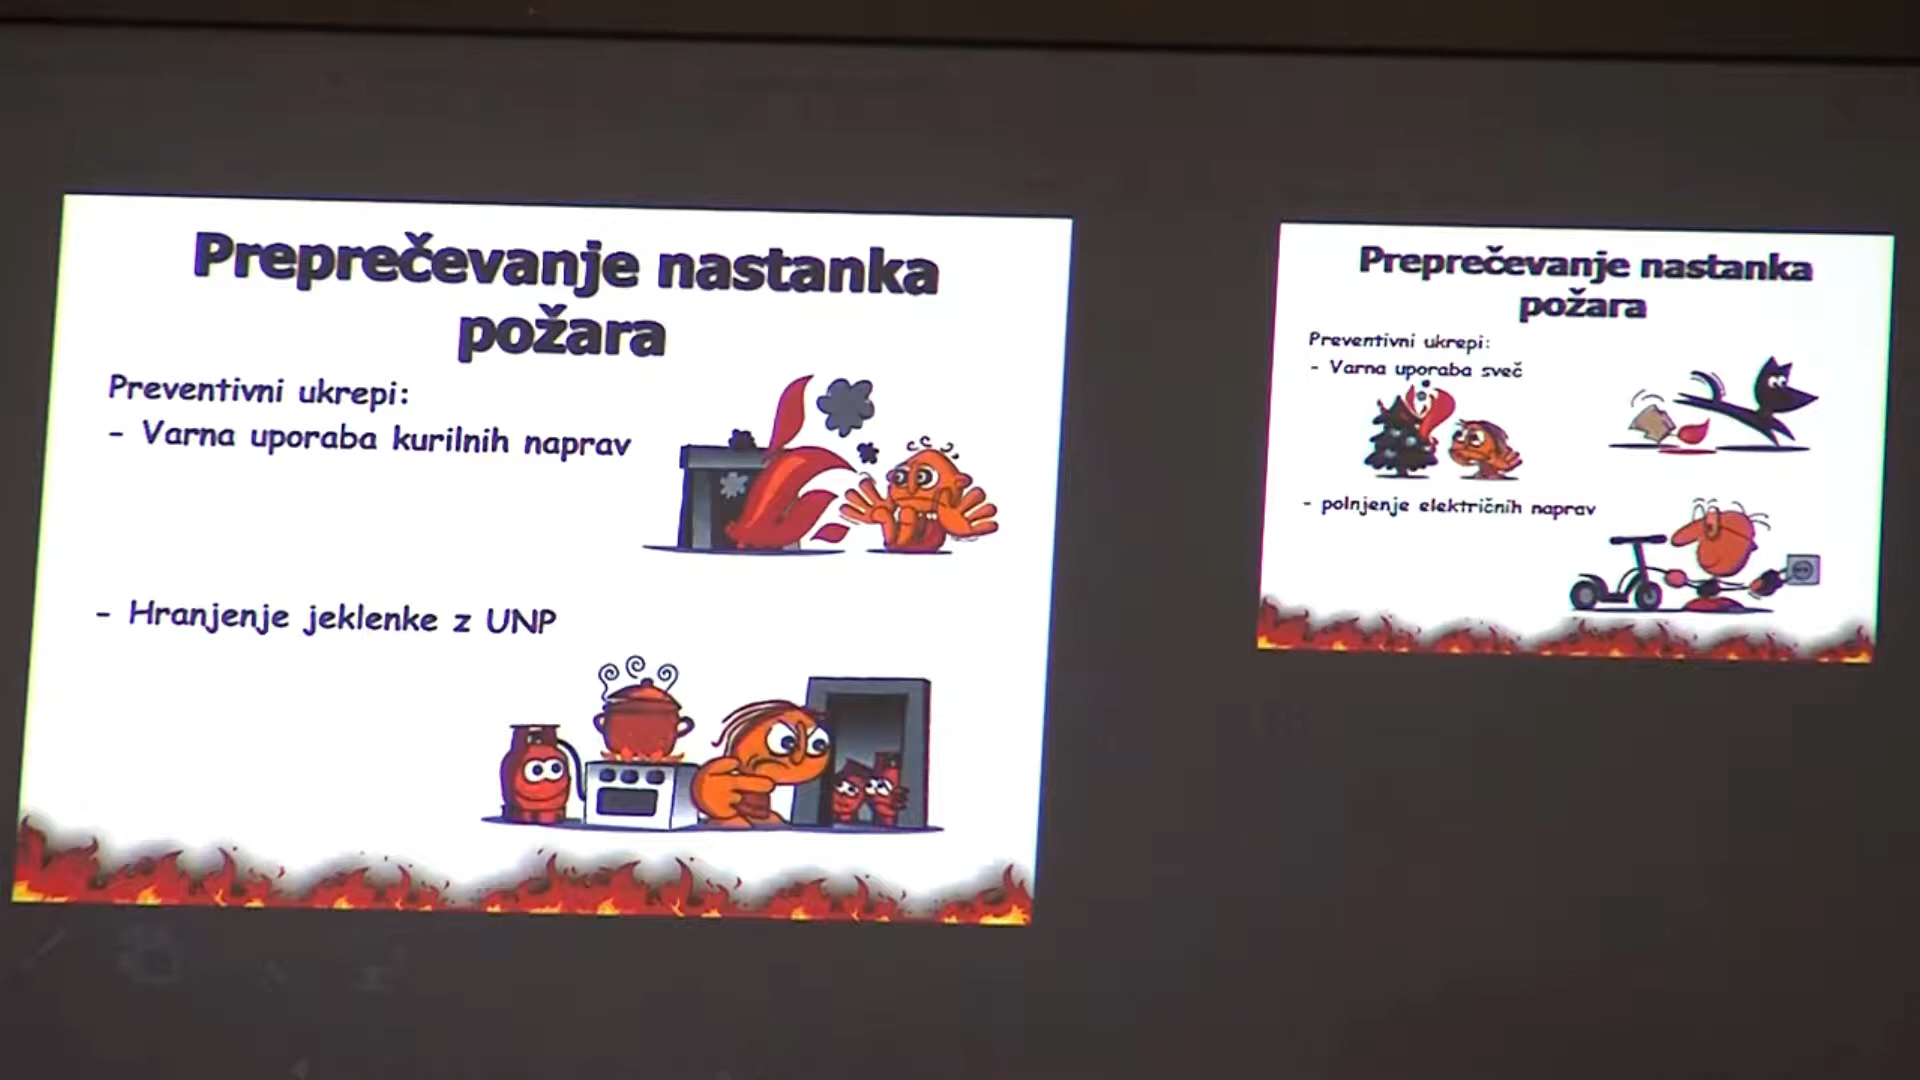 Preprečevanje nastanka
požara
Preventivni ukrepi:
- Varna uporaba kurilnih naprav
- Hranjenje jeklenke z UNP
Preprečevanje nastanka
požara
Preventivni ukrepi:
- Varna uporaba sveč
- polnjenje električnih naprav